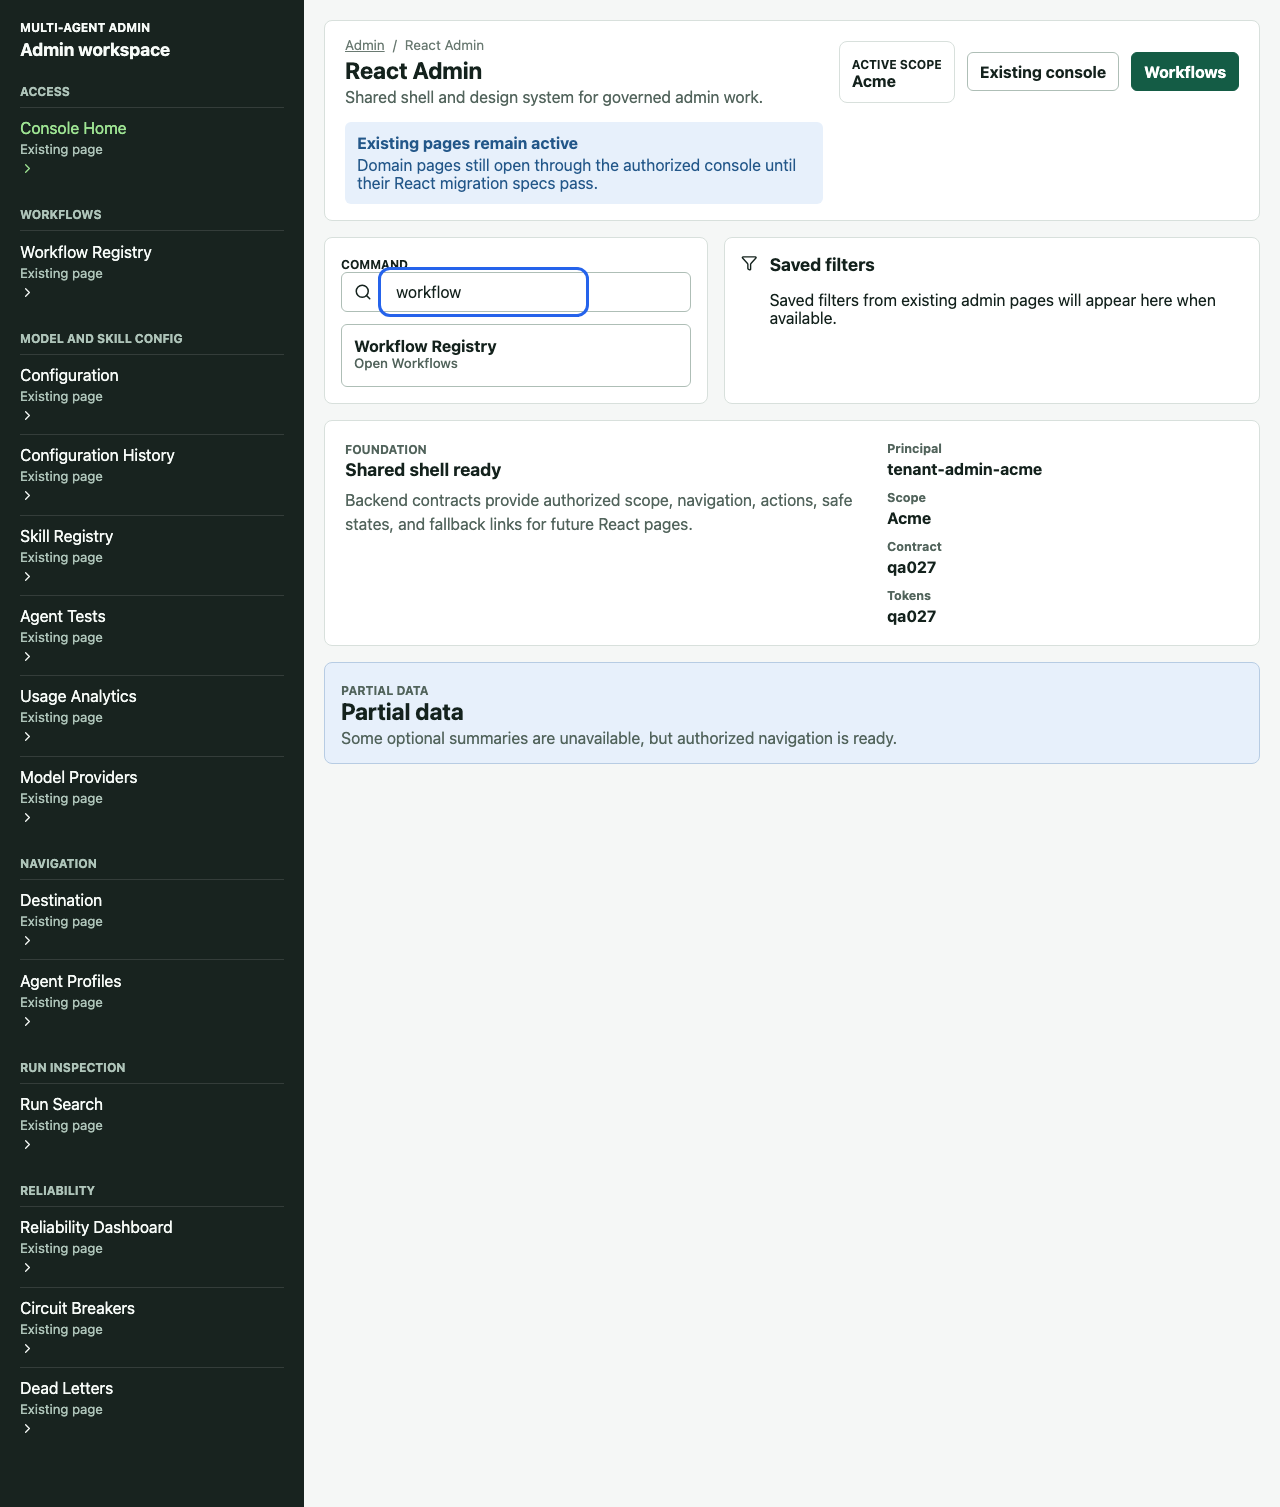 MULTI-AGENT ADMIN
Admin workspace
ACCESS
Console Home
Existing page
WORKFLOWS
Workflow Registry
Existing page
MODEL AND SKILL CONFIG
Configuration
Existing page
Configuration History
Existing page
Skill Registry
Existing page
Agent Tests
Existing page
Usage Analytics
Existing page
Model Providers
Existing page
NAVIGATION
Destination
Existing page
Agent Profiles
Existing page
RUN INSPECTION
Run Search
Existing page
RELIABILITY
Reliability Dashboard
Existing page
Circuit Breakers
Existing page
Dead Letters
Existing page
Admin / React Admin
React Admin
Shared shell and design system for governed admin work.
Existing pages remain active
Domain pages still open through the authorized console until
their React migration specs pass.
ACTIVE SCOPE
Acme
Existing console
Workflows
COMMAND
workflow
Workflow Registry
Open Workflows
Saved filters
Saved filters from existing admin pages will appear here when
available.
FOUNDATION
Shared shell ready
Backend contracts provide authorized scope, navigation, actions, safe
states, and fallback links for future React pages.
Principal
tenant-admin-acme
Scope
Acme
Contract
qa027
Tokens
qa027
PARTIAL DATA
Partial data
Some optional summaries are unavailable, but authorized navigation is ready.